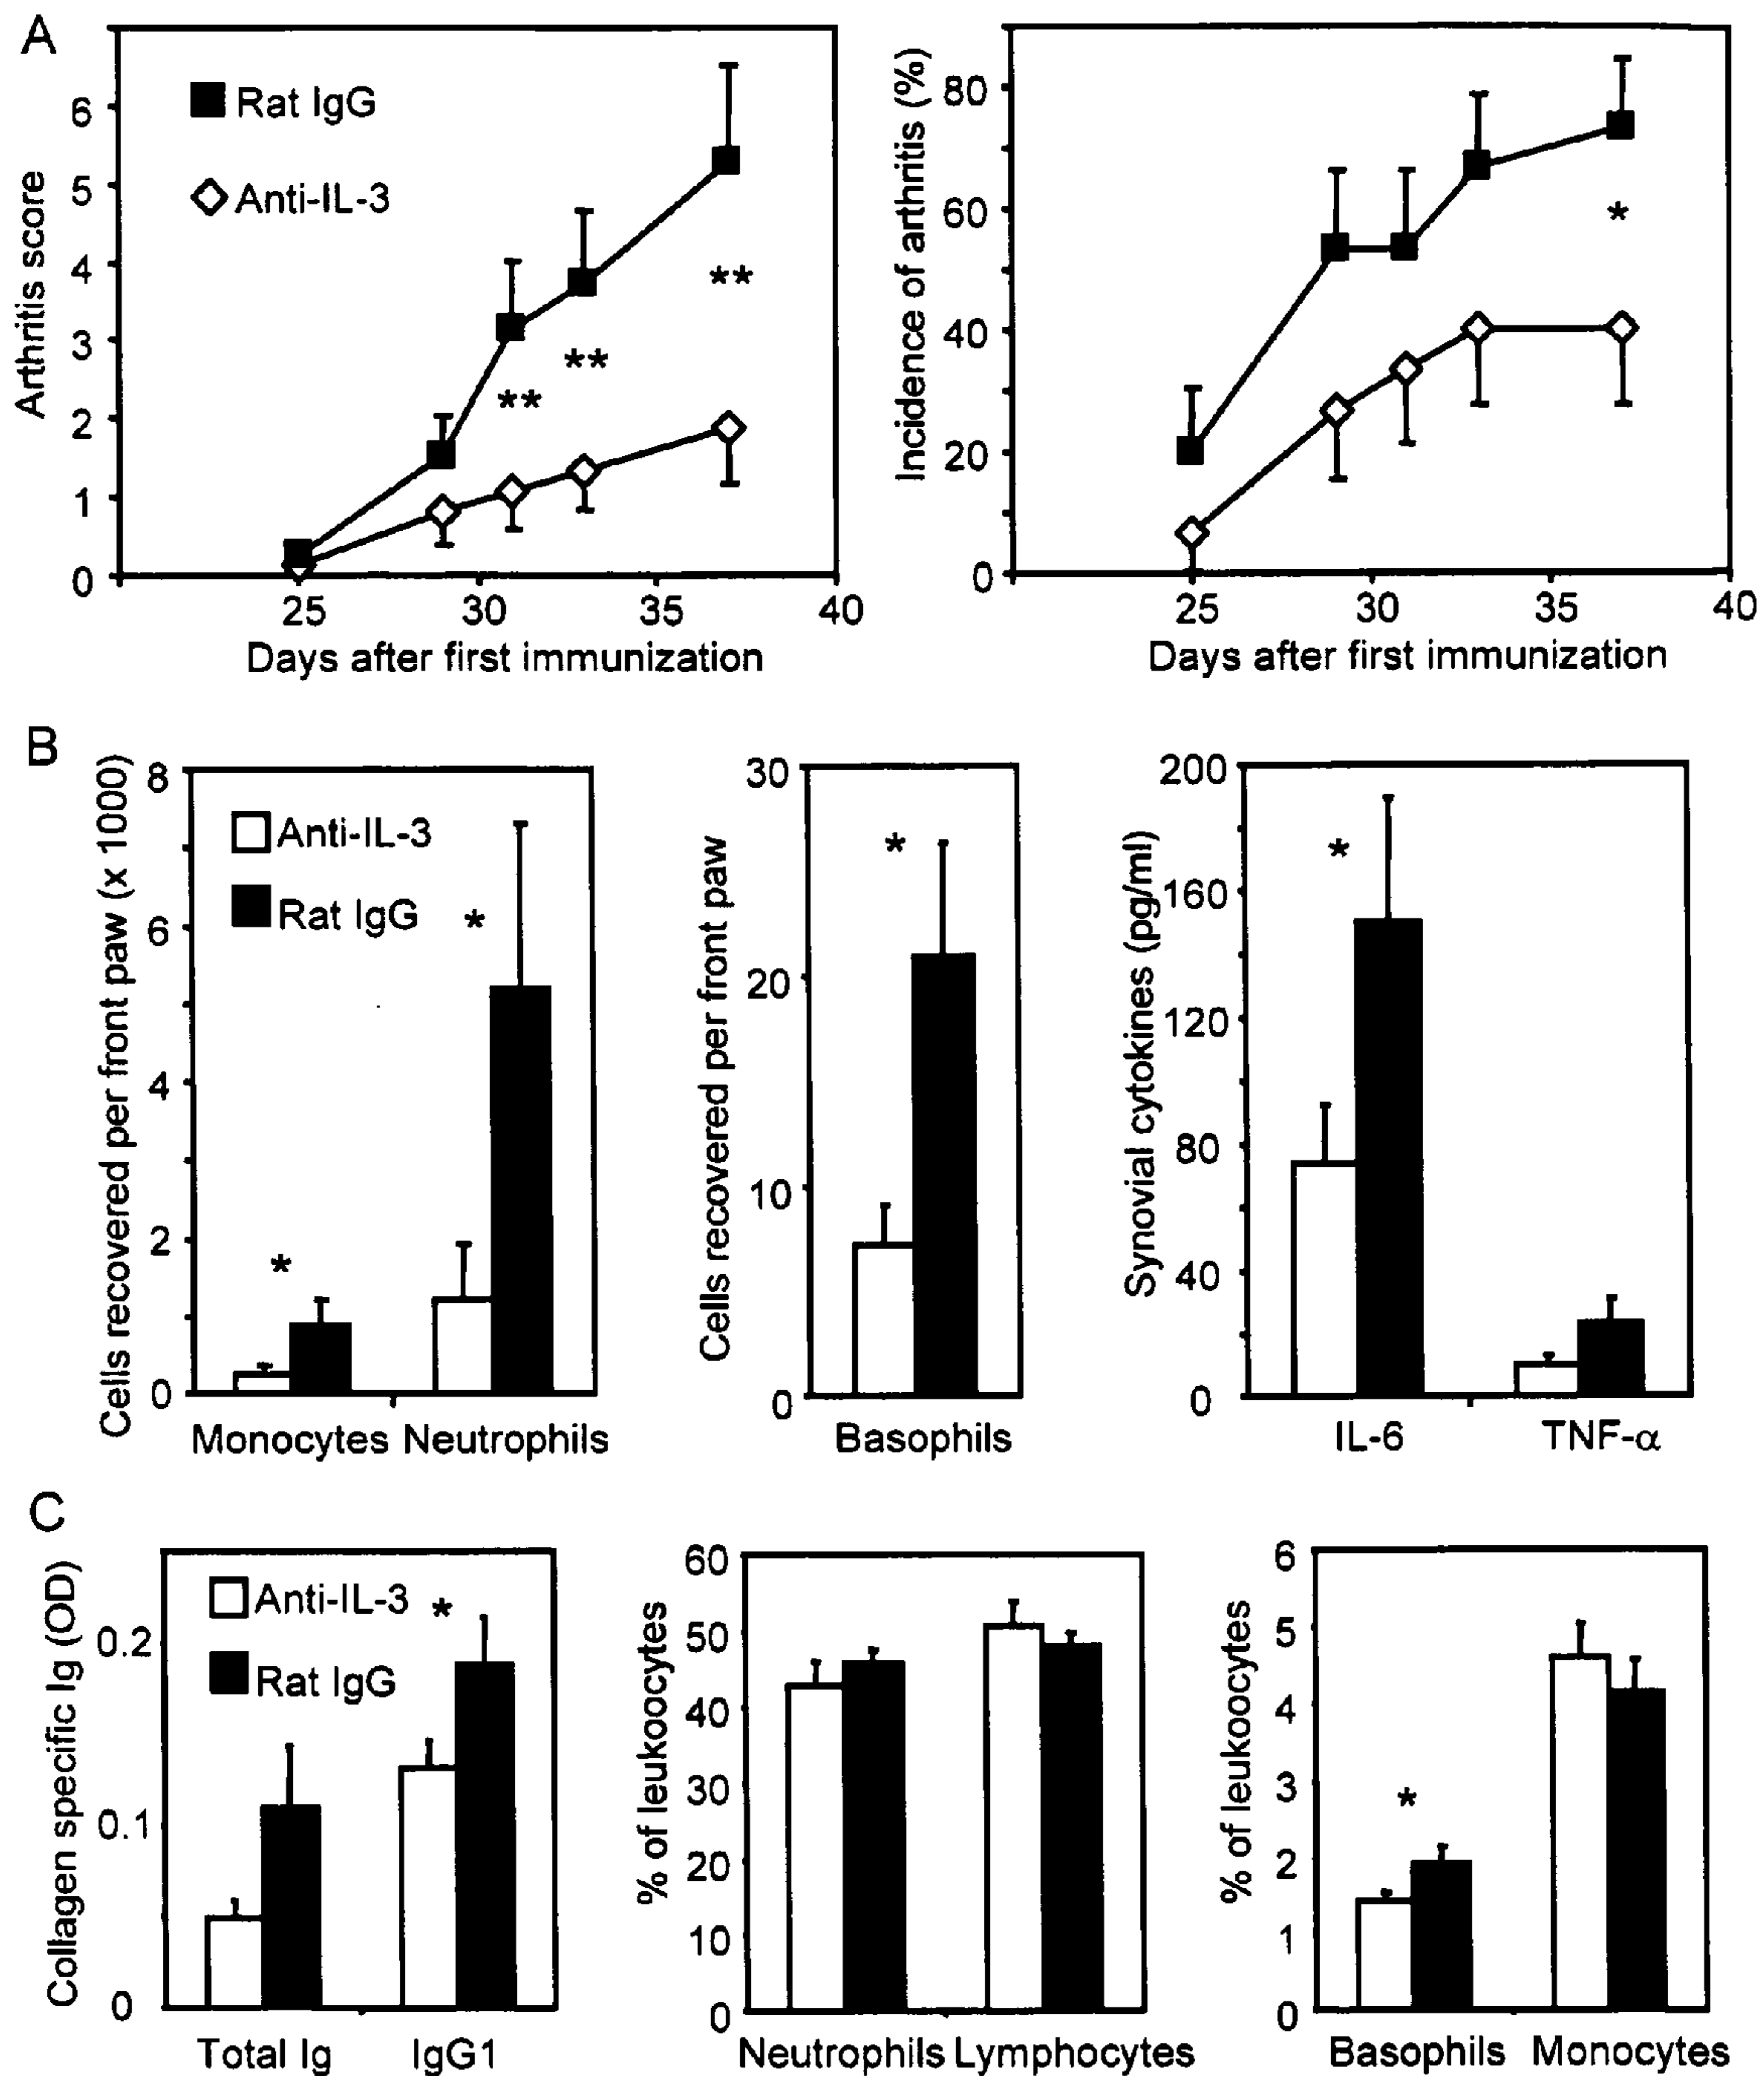 A
Arthritis score
6
5
4
3
2
1
0
Rat IgG
Anti-IL-3
**
**
**
25
30
35
40
Days after first immunization
Incidence of arthritis (%)
80
60
40
20
0
*
25
30
35
40
Days after first immunization
B
Cells recovered per front paw (x 1000)
8
6
4
2
0
Anti-IL-3
Rat IgG
*
*
Monocytes Neutrophils
Cells recovered per front paw
30
20
10
0
*
Basophils
Synovial cytokines (pg/ml)
200
160
120
80
40
0
*
IL-6
TNF-α
C
Collagen specific Ig (OD)
0.2
0.1
0
Anti-IL-3
Rat IgG
*
Total Ig
IgG1
% of leukoocytes
60
50
40
30
20
10
0
Neutrophils Lymphocytes
% of leukoocytes
6
5
4
3
2
1
0
*
Basophils Monocytes